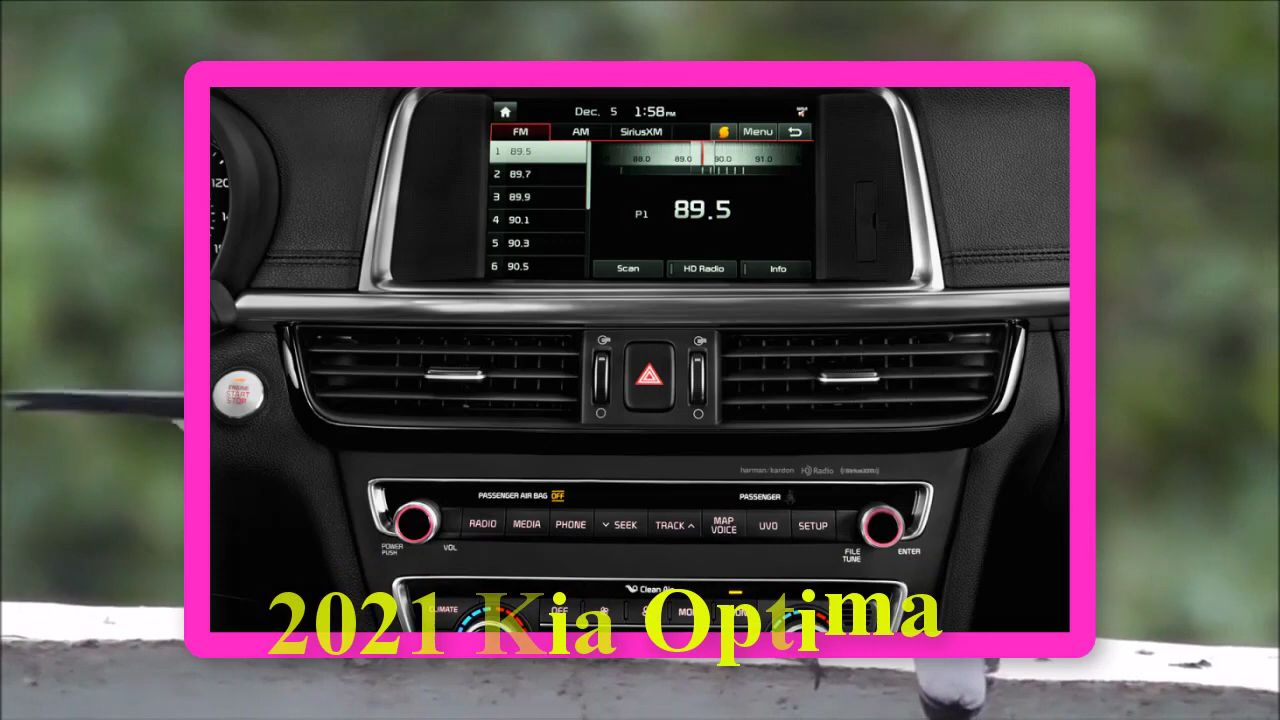 Dec. 5 1:58PM
FM AM SiriusXM Menu
1 89.5
88.0 89.0 90.0 91.0
2 89.7
3 89.9
P1 89.5
4 90.1
5 90.3
6 90.5
Scan HD Radio Info
120
ENGINE
START
STOP
harman/kardon HD Radio ((SiriusXM))
PASSENGER AIR BAG OFF PASSENGER
RADIO MEDIA PHONE SEEK TRACK MAP VOICE UVO SETUP
POWER PUSH VOL FILE TUNE ENTER
Clean Air
CLIMATE OFF
2021 Kia Optima